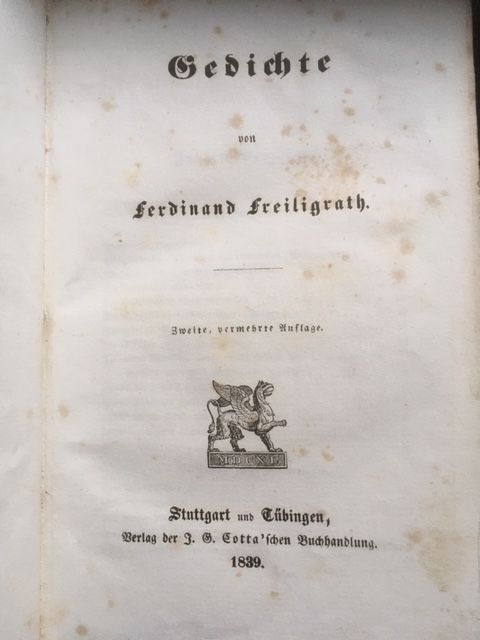 Gedichte
von
Ferdinand Freiligrath.
Zweite, vermehrte Auflage.
MDCXL
Stuttgart und Tübingen,
Verlag der J. G. Cotta'schen Buchhandlung.
1839.